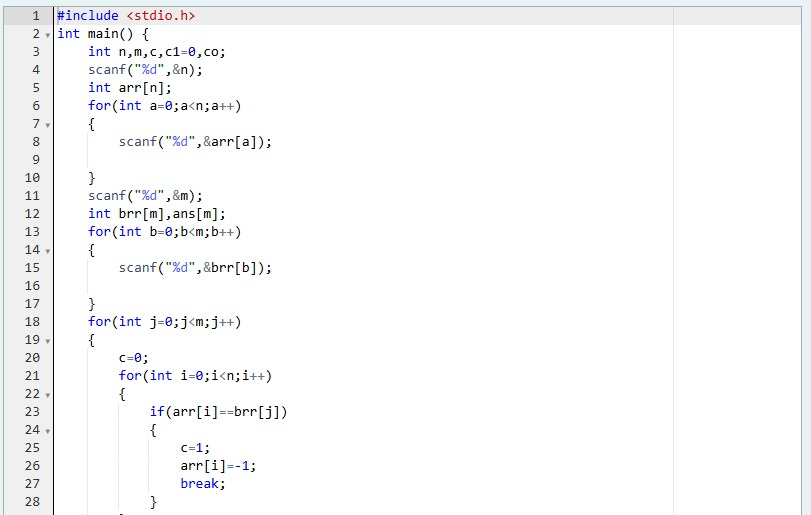 1 #include <stdio.h>
2 int main() {
3     int n,m,c,c1=0,co;
4     scanf("%d",&n);
5     int arr[n];
6     for(int a=0;a<n;a++)
7     {
8         scanf("%d",&arr[a]);
9
10     }
11     scanf("%d",&m);
12     int brr[m],ans[m];
13     for(int b=0;b<m;b++)
14     {
15         scanf("%d",&brr[b]);
16
17     }
18     for(int j=0;j<m;j++)
19     {
20         c=0;
21         for(int i=0;i<n;i++)
22         {
23             if(arr[i]==brr[j])
24             {
25                 c=1;
26                 arr[i]=-1;
27                 break;
28             }